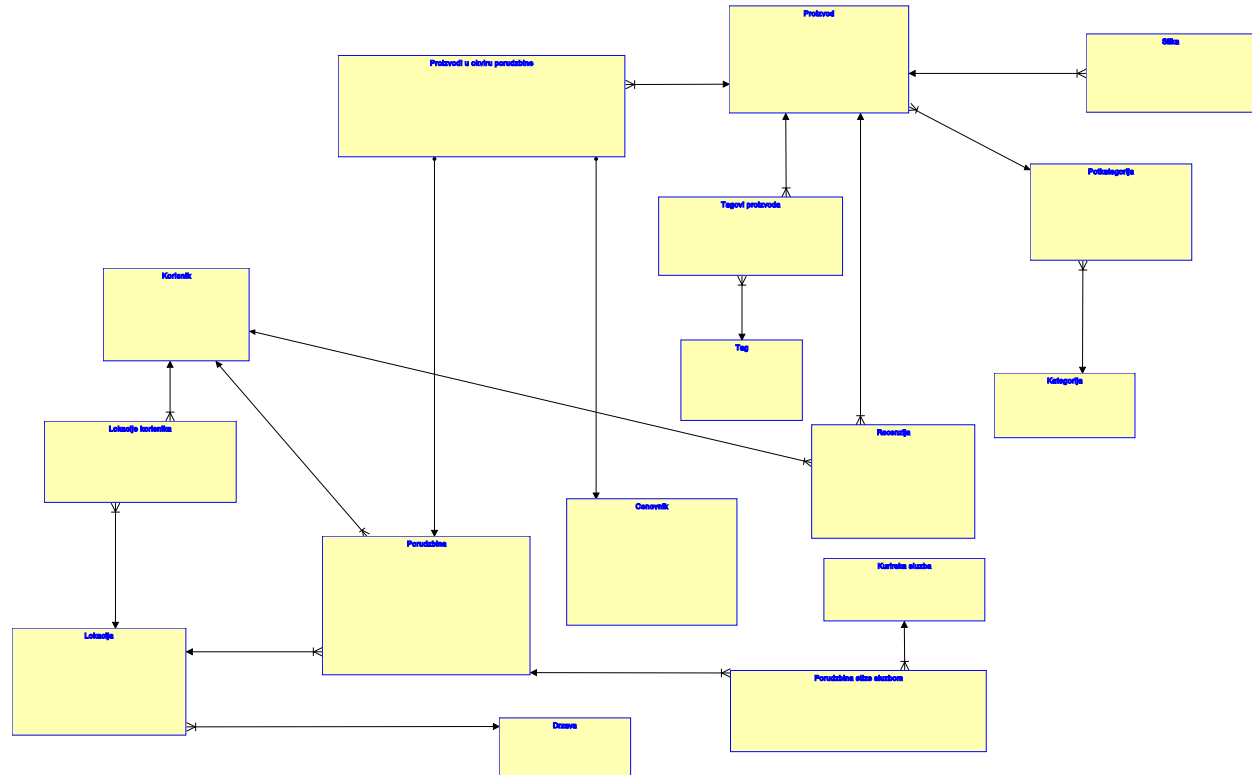 Proizvod
Slika
Proizvodi u okviru porudzbine
Potkategorija
Tagovi proizvoda
Korisnik
Tag
Kategorija
Lokacije korisnika
Recenzija
Cenovnik
Porudzbina
Kurirska sluzba
Lokacija
Porudzbina stize sluzbom
Drzava